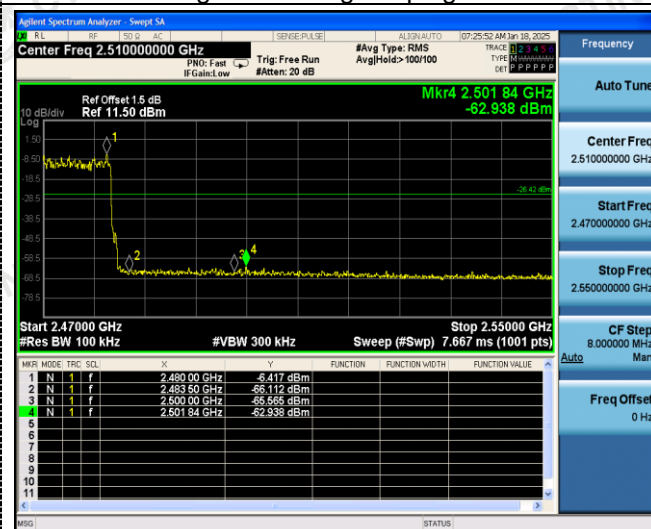 Agilent Spectrum Analyzer - Swept SA
RL RF 50 Ω AC SENSE:PULSE ALIGNAUTO 07:25:52 AM Jan 18, 2025
Center Freq 2.510000000 GHz
PNO: Fast
IFGain:Low
Trig: Free Run
#Atten: 20 dB
#Avg Type: RMS
Avg|Hold:>100/100
TRACE 1 2 3 4 5 6
TYPE M
DET P P P P P P
Frequency
Mkr4 2.501 84 GHz
-62.938 dBm
Ref Offset 1.5 dB
10 dB/div Ref 11.50 dBm
Log
1.50
-8.50
-18.5
-28.5
-38.5
-48.5
-58.5
-68.5
-78.5
1
2
3
4
-26.42 dBm
Start 2.47000 GHz
Stop 2.55000 GHz
#Res BW 100 kHz #VBW 300 kHz Sweep (#Swp) 7.667 ms (1001 pts)
MKR MODE TRC SCL X Y FUNCTION FUNCTION WIDTH FUNCTION VALUE
1 N 1 f 2.480 00 GHz -6.417 dBm
2 N 1 f 2.483 50 GHz -66.112 dBm
3 N 1 f 2.500 00 GHz -65.565 dBm
4 N 1 f 2.501 84 GHz -62.938 dBm
5
6
7
8
9
10
11
MSG STATUS
Auto Tune
Center Freq
2.510000000 GHz
Start Freq
2.470000000 GHz
Stop Freq
2.550000000 GHz
CF Step
8.000000 MHz
Auto Man
Freq Offset
0 Hz